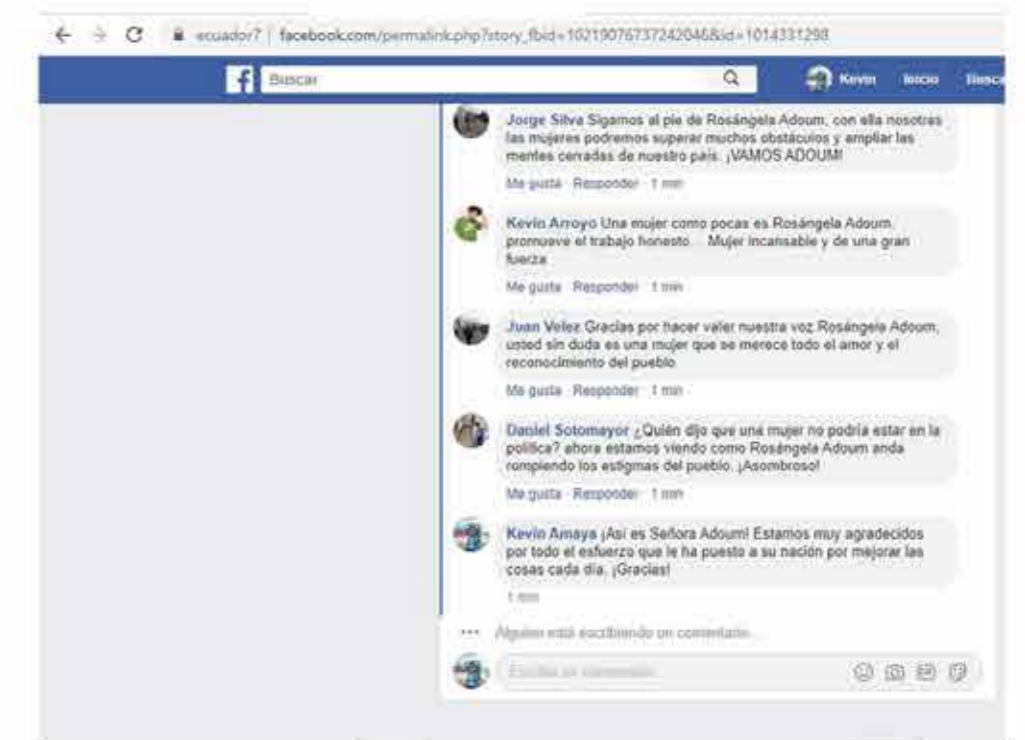 ecuador7 | facebook.com/permalink.php?story_fbid=10219076737242046&id=1014331298
Buscar
Kevin Inicio
Jorge Silva Sigamos al pie de Rosángela Adoum, con ella nosotras
las mujeres podremos superar muchos obstáculos y ampliar las
mentes cerradas de nuestro país. ¡VAMOS ADOUM!
Me gusta · Responder · 1 min
Kevin Arroyo Una mujer como pocas es Rosángela Adoum,
promueve el trabajo honesto... Mujer incansable y de una gran
fuerza
Me gusta · Responder · 1 min
Juan Velez Gracias por hacer valer nuestra voz Rosángela Adoum,
usted sin duda es una mujer que se merece todo el amor y el
reconocimiento del pueblo
Me gusta · Responder · 1 min
Daniel Sotomayor ¿Quién dijo que una mujer no podría estar en la
política? ahora estamos viendo como Rosángela Adoum anda
rompiendo los estigmas del pueblo. ¡Asombroso!
Me gusta · Responder · 1 min
Kevin Amaya ¡Así es Señora Adoum! Estamos muy agradecidos
por todo el esfuerzo que le ha puesto a su nación por mejorar las
cosas cada día. ¡Gracias!
1 min
Alguien está escribiendo un comentario...
Escribe un comentario...
GIF